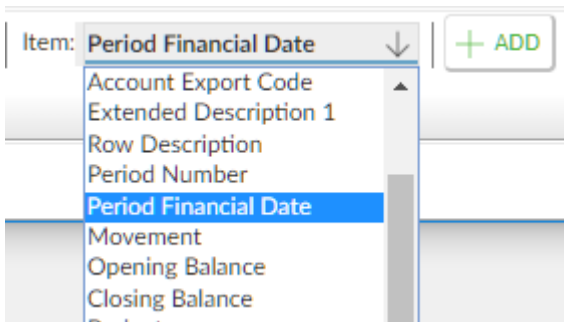 Item: Period Financial Date ADD
Account Export Code
Extended Description 1
Row Description
Period Number
Period Financial Date
Movement
Opening Balance
Closing Balance